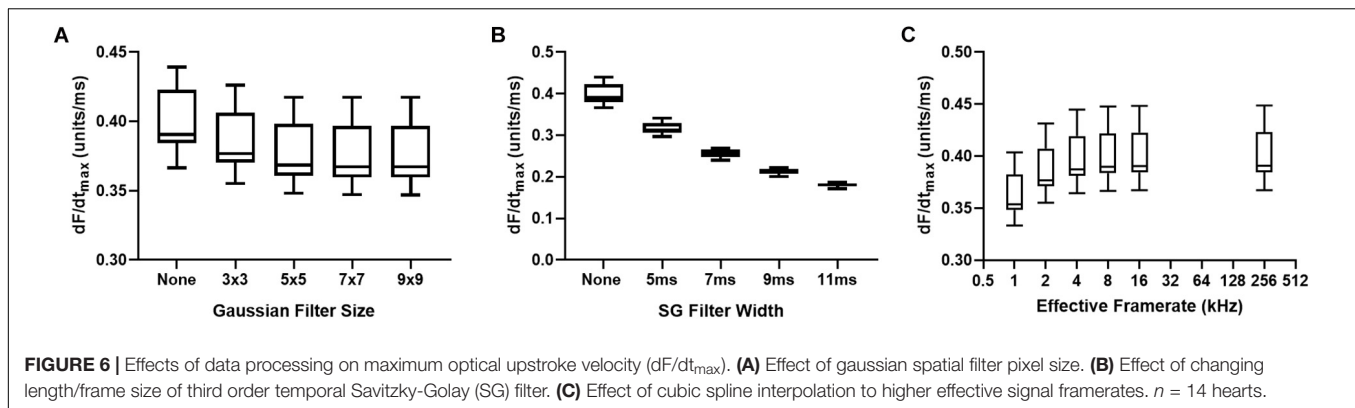 A
dF/dtmax (units/ms)
0.45
0.40
0.35
0.30
None 3x3 5x5 7x7 9x9
Gaussian Filter Size
B
dF/dtmax (units/ms)
0.5
0.4
0.3
0.2
0.1
0.0
None 5ms 7ms 9ms 11ms
SG Filter Width
C
dF/dtmax (units/ms)
0.50
0.45
0.40
0.35
0.30
0.5 1 2 4 8 16 32 64 128 256 512
Effective Framerate (kHz)
FIGURE 6 | Effects of data processing on maximum optical upstroke velocity (dF/dtmax). (A) Effect of gaussian spatial filter pixel size. (B) Effect of changing
length/frame size of third order temporal Savitzky-Golay (SG) filter. (C) Effect of cubic spline interpolation to higher effective signal framerates. n = 14 hearts.